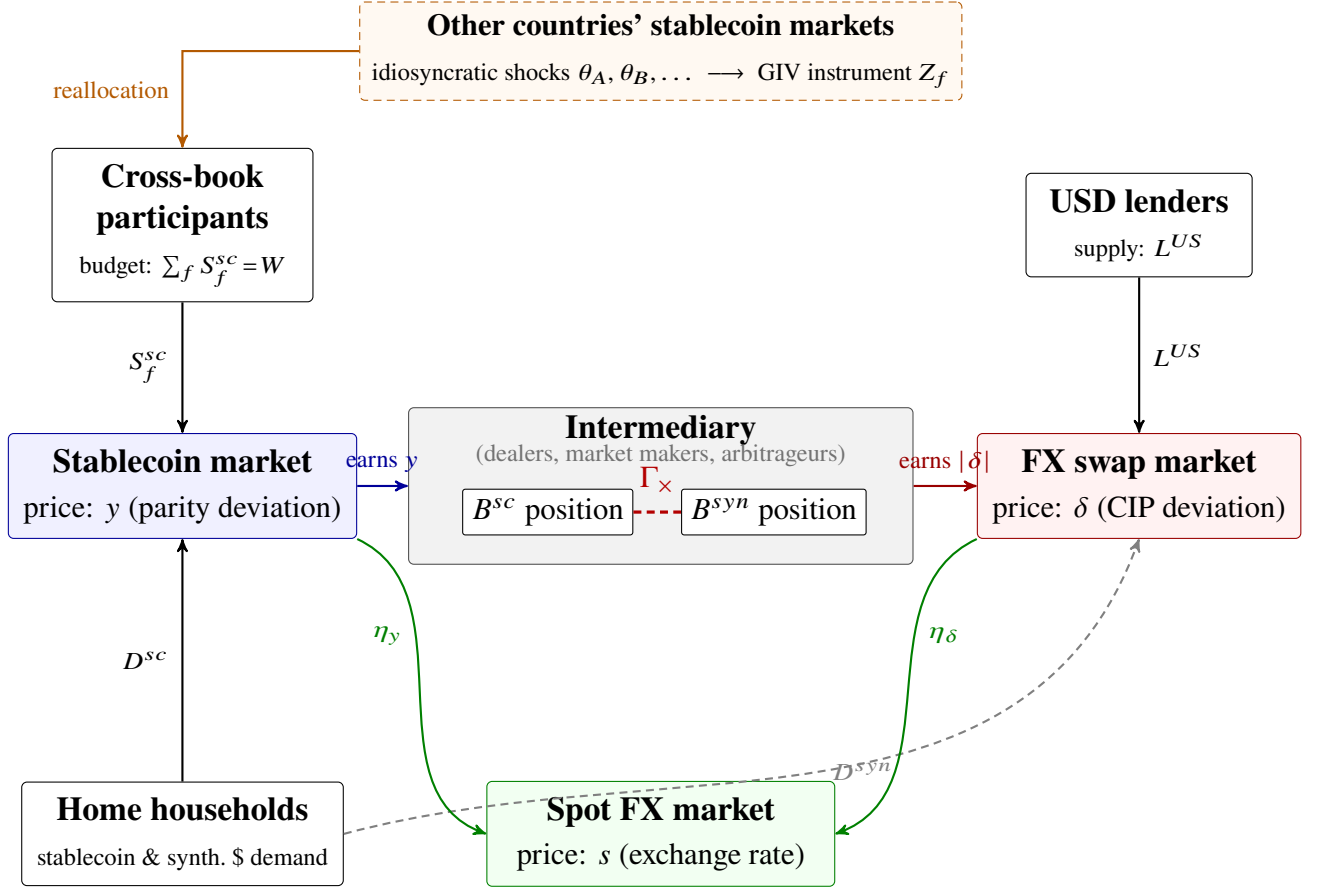 Other countries’ stablecoin markets
idiosyncratic shocks θ_A, θ_B, … ⟶ GIV instrument Z_f
reallocation
Cross-book
participants
budget: ∑_f S_f^{sc} = W
USD lenders
supply: L^{US}
S_f^{sc}
L^{US}
Stablecoin market
price: y (parity deviation)
earns y
Intermediary
(dealers, market makers, arbitrageurs)
Γ_×
B^{sc} position
B^{syn} position
earns |δ|
FX swap market
price: δ (CIP deviation)
η_y
η_δ
D^{sc}
D^{syn}
Home households
stablecoin & synth. $ demand
Spot FX market
price: s (exchange rate)